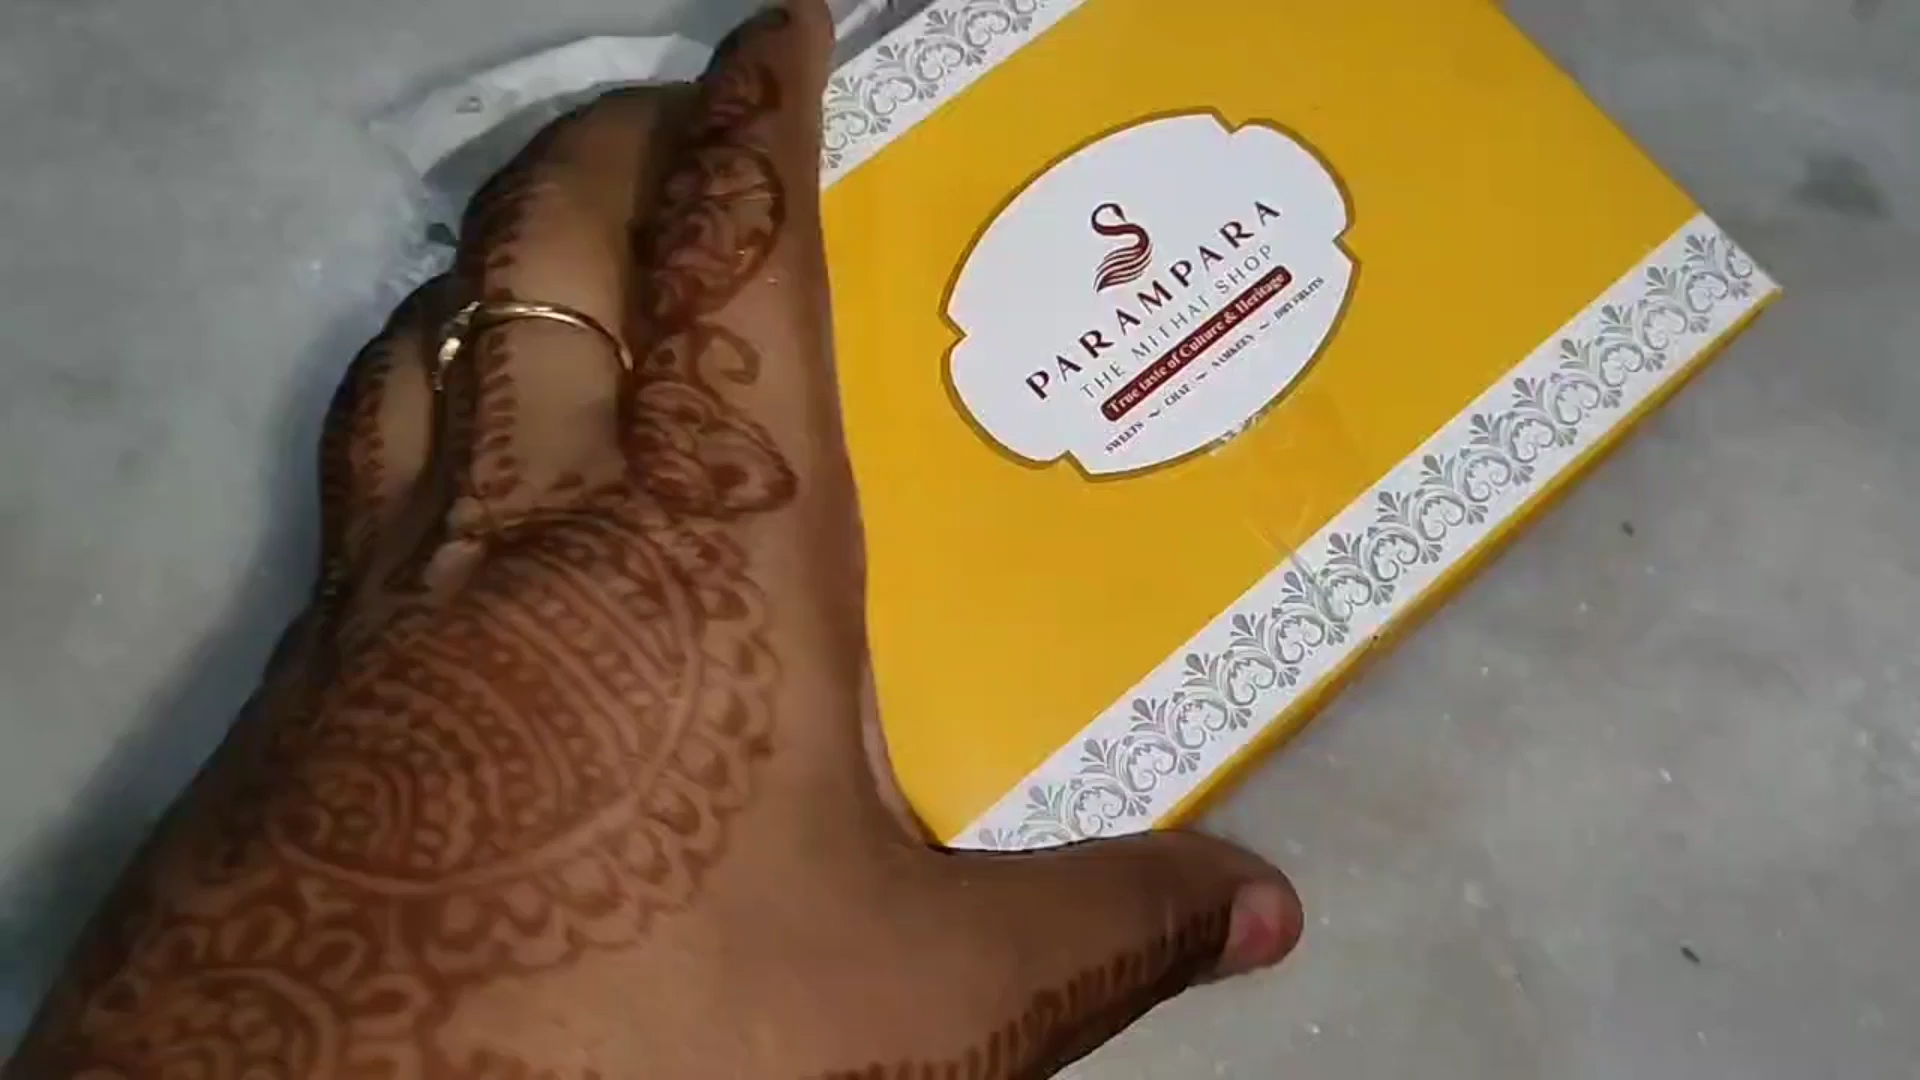 PARAMPARA
THE MITHAI SHOP
True taste of Culture & Heritage
SWEETS ~ CHAT ~ NAMKEEN ~ DRY FRUITS